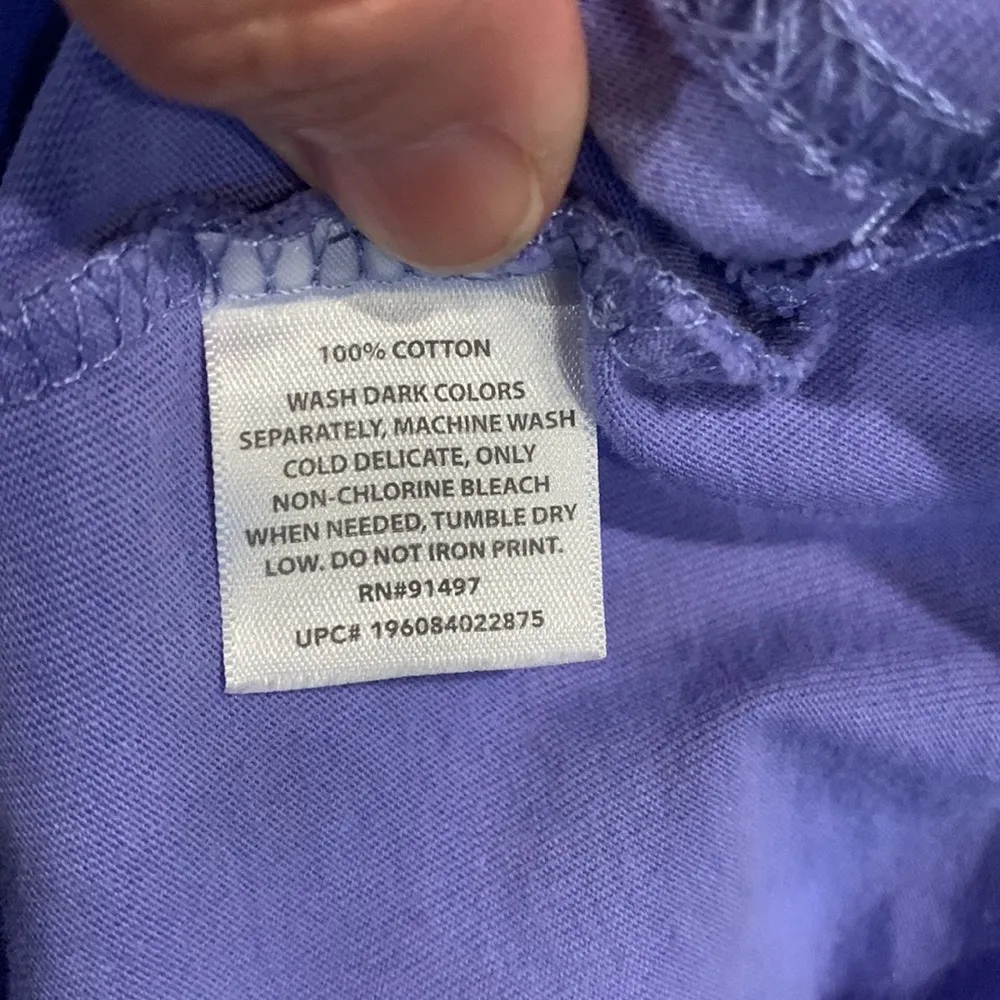 100% COTTON
WASH DARK COLORS
SEPARATELY, MACHINE WASH
COLD DELICATE, ONLY
NON-CHLORINE BLEACH
WHEN NEEDED, TUMBLE DRY
LOW. DO NOT IRON PRINT.
RN#91497
UPC# 196084022875